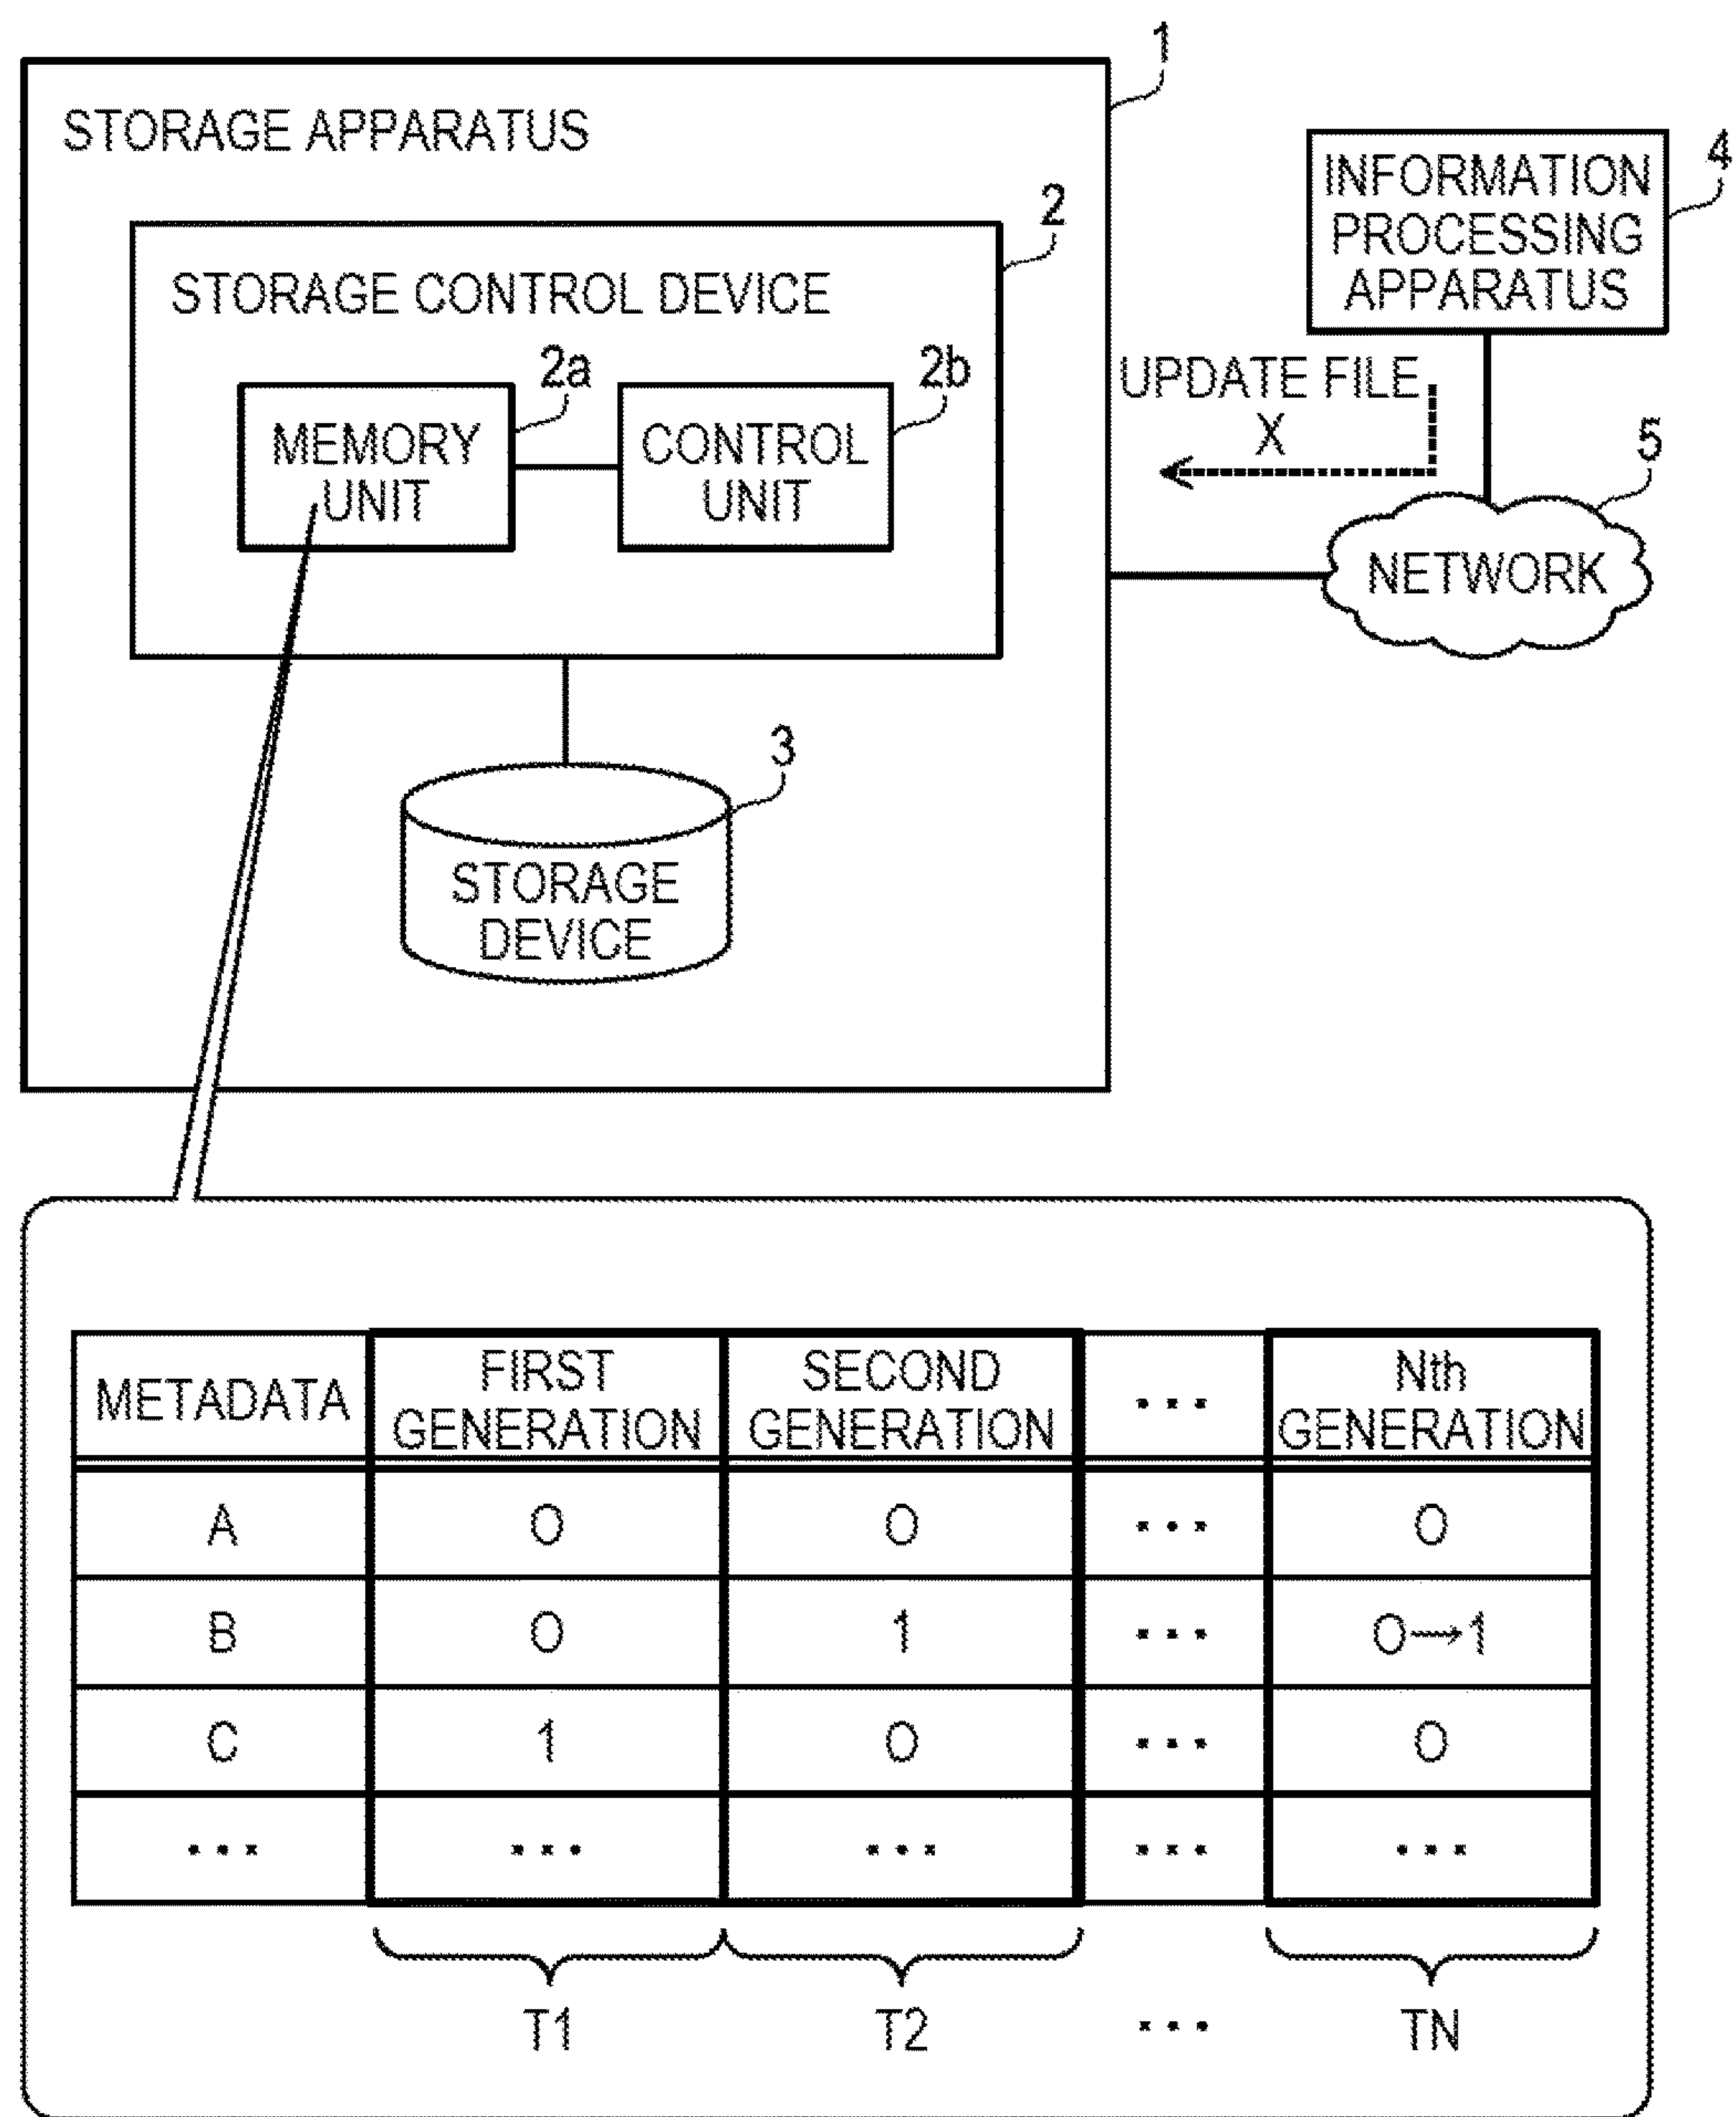 1
STORAGE APPARATUS
4
INFORMATION
PROCESSING
APPARATUS
2
STORAGE CONTROL DEVICE
2a
2b
MEMORY
UNIT
CONTROL
UNIT
UPDATE FILE
X
5
NETWORK
3
STORAGE
DEVICE
METADATA
FIRST
GENERATION
SECOND
GENERATION
...
Nth
GENERATION
A 0 0 ... 0
B 0 1 ... 0→1
C 1 0 ... 0
... ... ... ... ...
T1 T2 ... TN